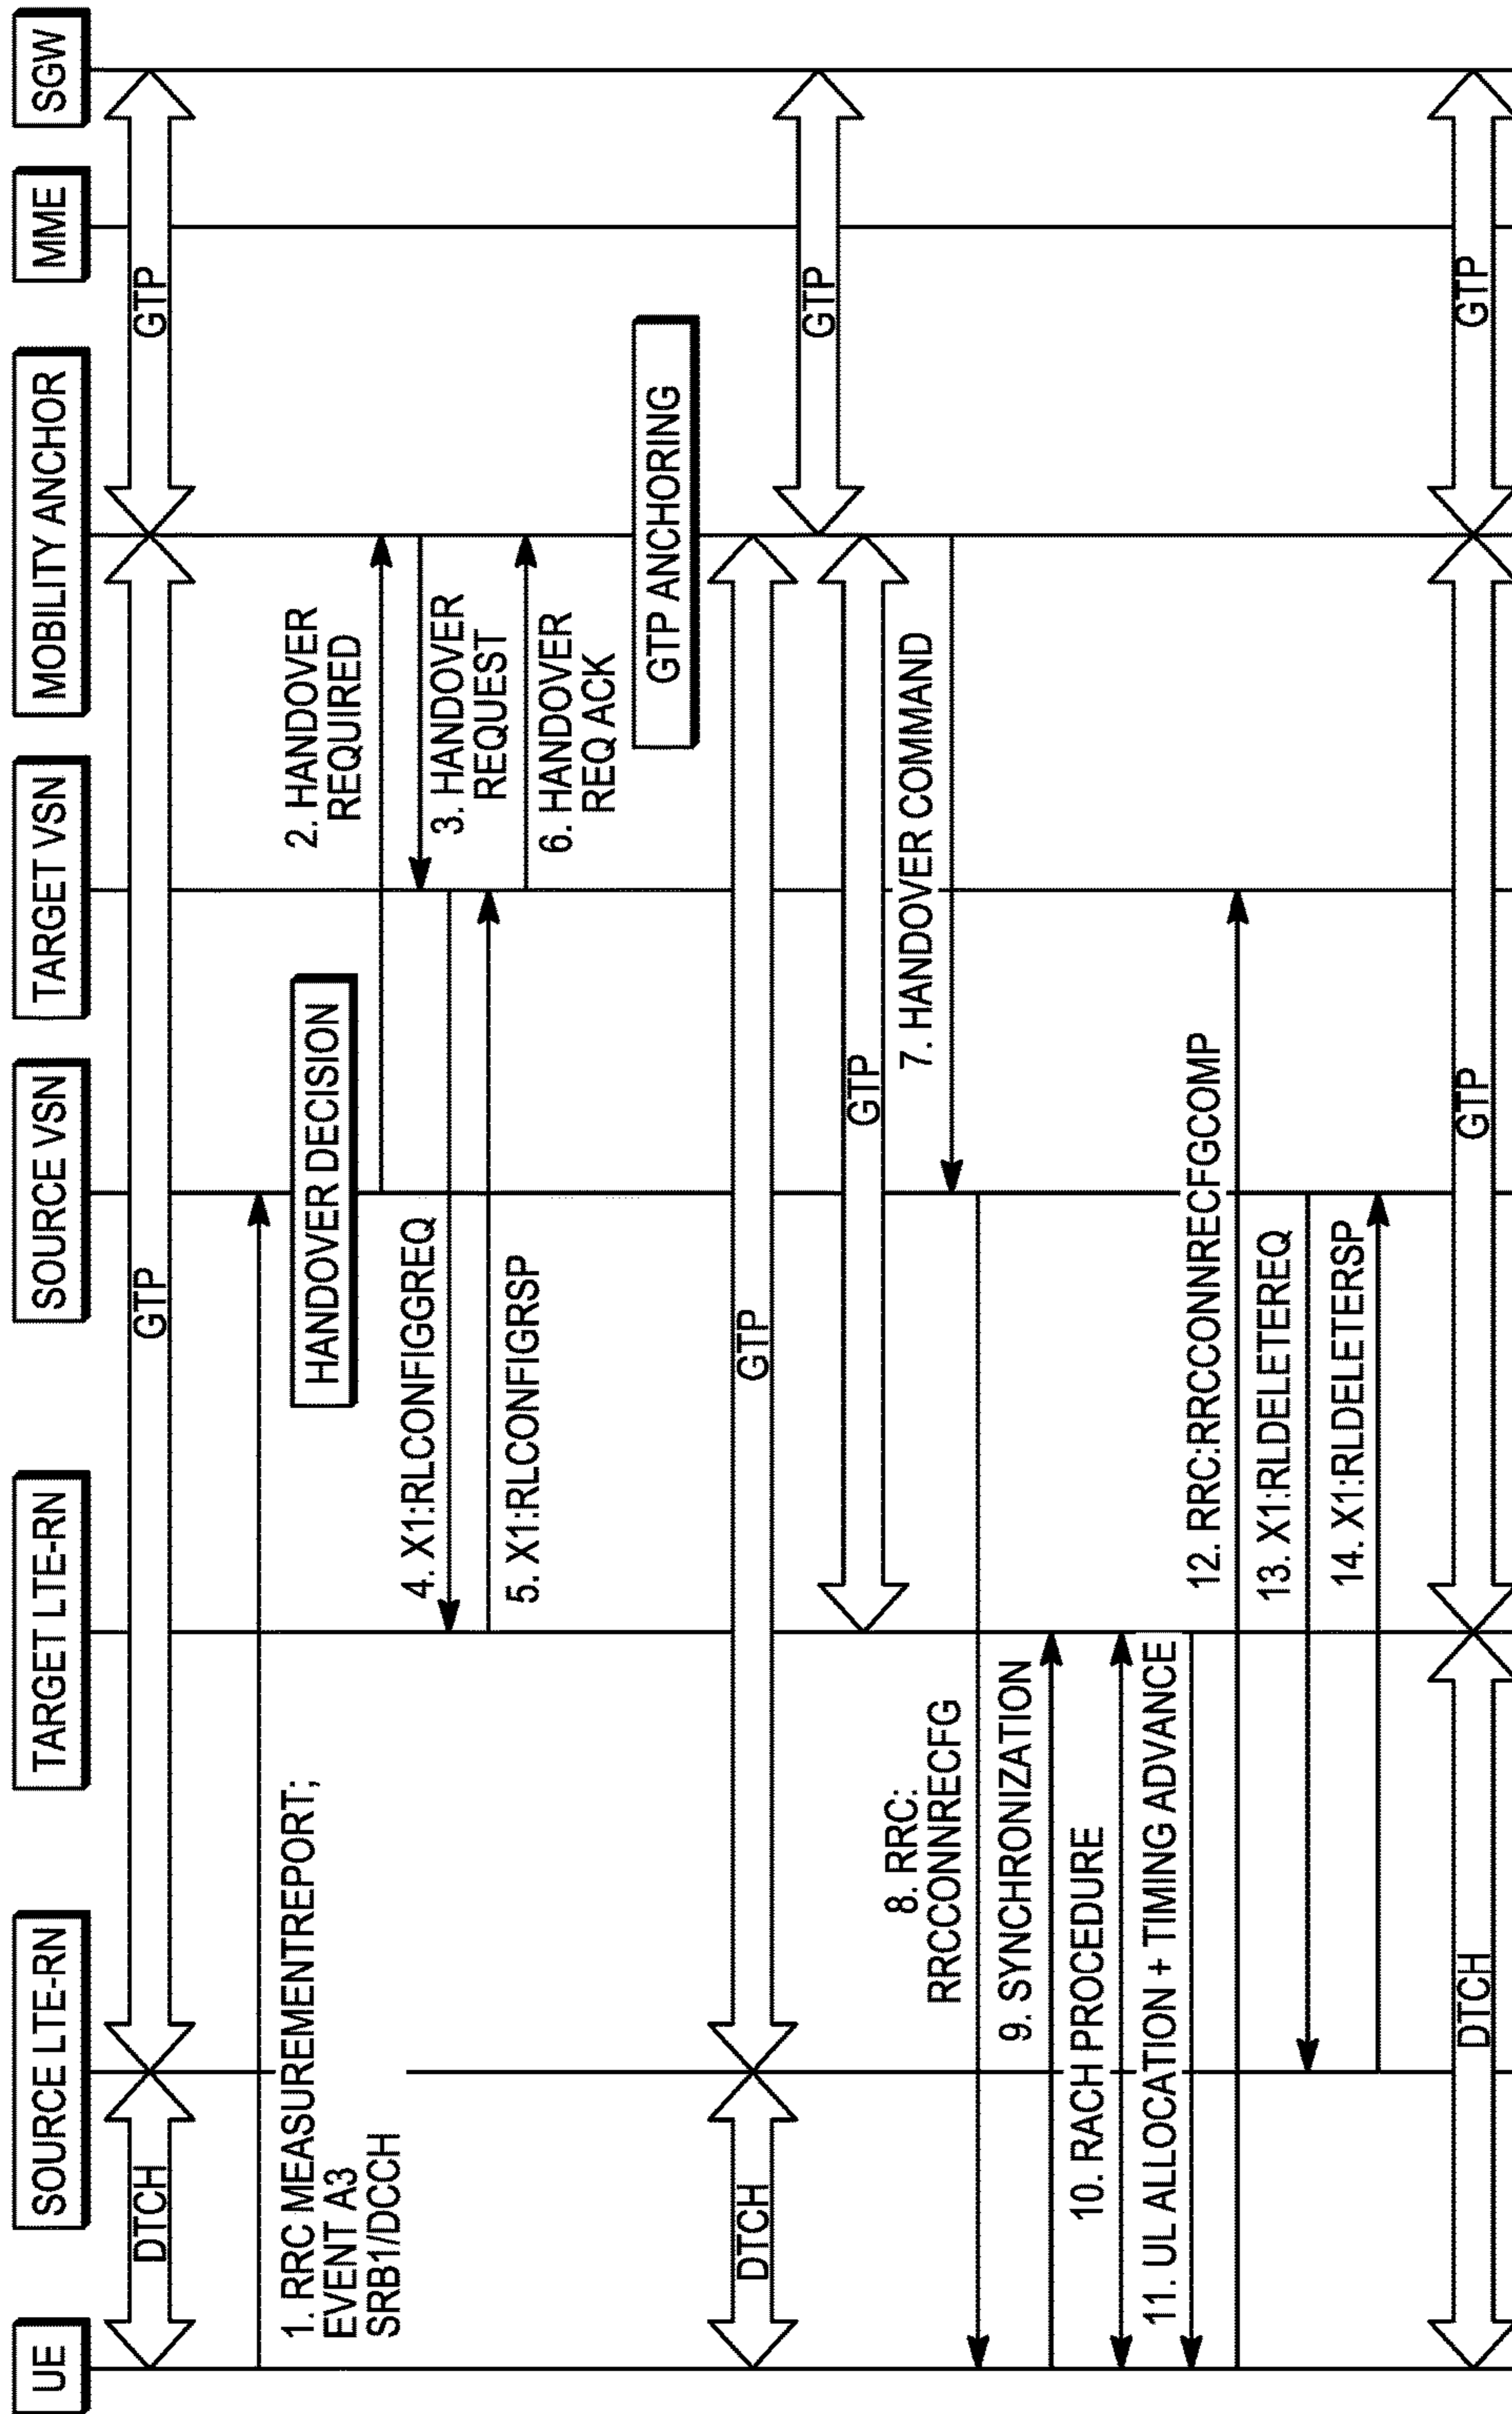 UE
SOURCE LTE-RN
TARGET LTE-RN
SOURCE VSN
TARGET VSN
MOBILITY ANCHOR
MME
SGW
DTCH
GTP
GTP
1. RRC MEASUREMENTREPORT;
EVENT A3
SRB1/DCCH
HANDOVER DECISION
2. HANDOVER
REQUIRED
3. HANDOVER
REQUEST
4. X1:RLCONFIGGREQ
5. X1:RLCONFIGRSP
6. HANDOVER
REQ ACK
GTP ANCHORING
DTCH
GTP
GTP
GTP
7. HANDOVER COMMAND
8. RRC:
RRCCONNRECFG
9. SYNCHRONIZATION
10. RACH PROCEDURE
11. UL ALLOCATION + TIMING ADVANCE
12. RRC:RRCCONNRECFGCOMP
13. X1:RLDELETEREQ
14. X1:RLDELETERSP
DTCH
GTP
GTP